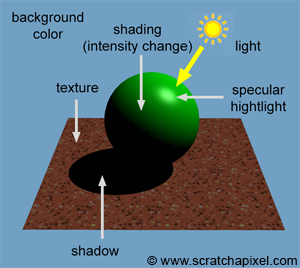 background
color
shading
(intensity change)
light
texture
specular
hightlight
shadow
© www.scratchapixel.com